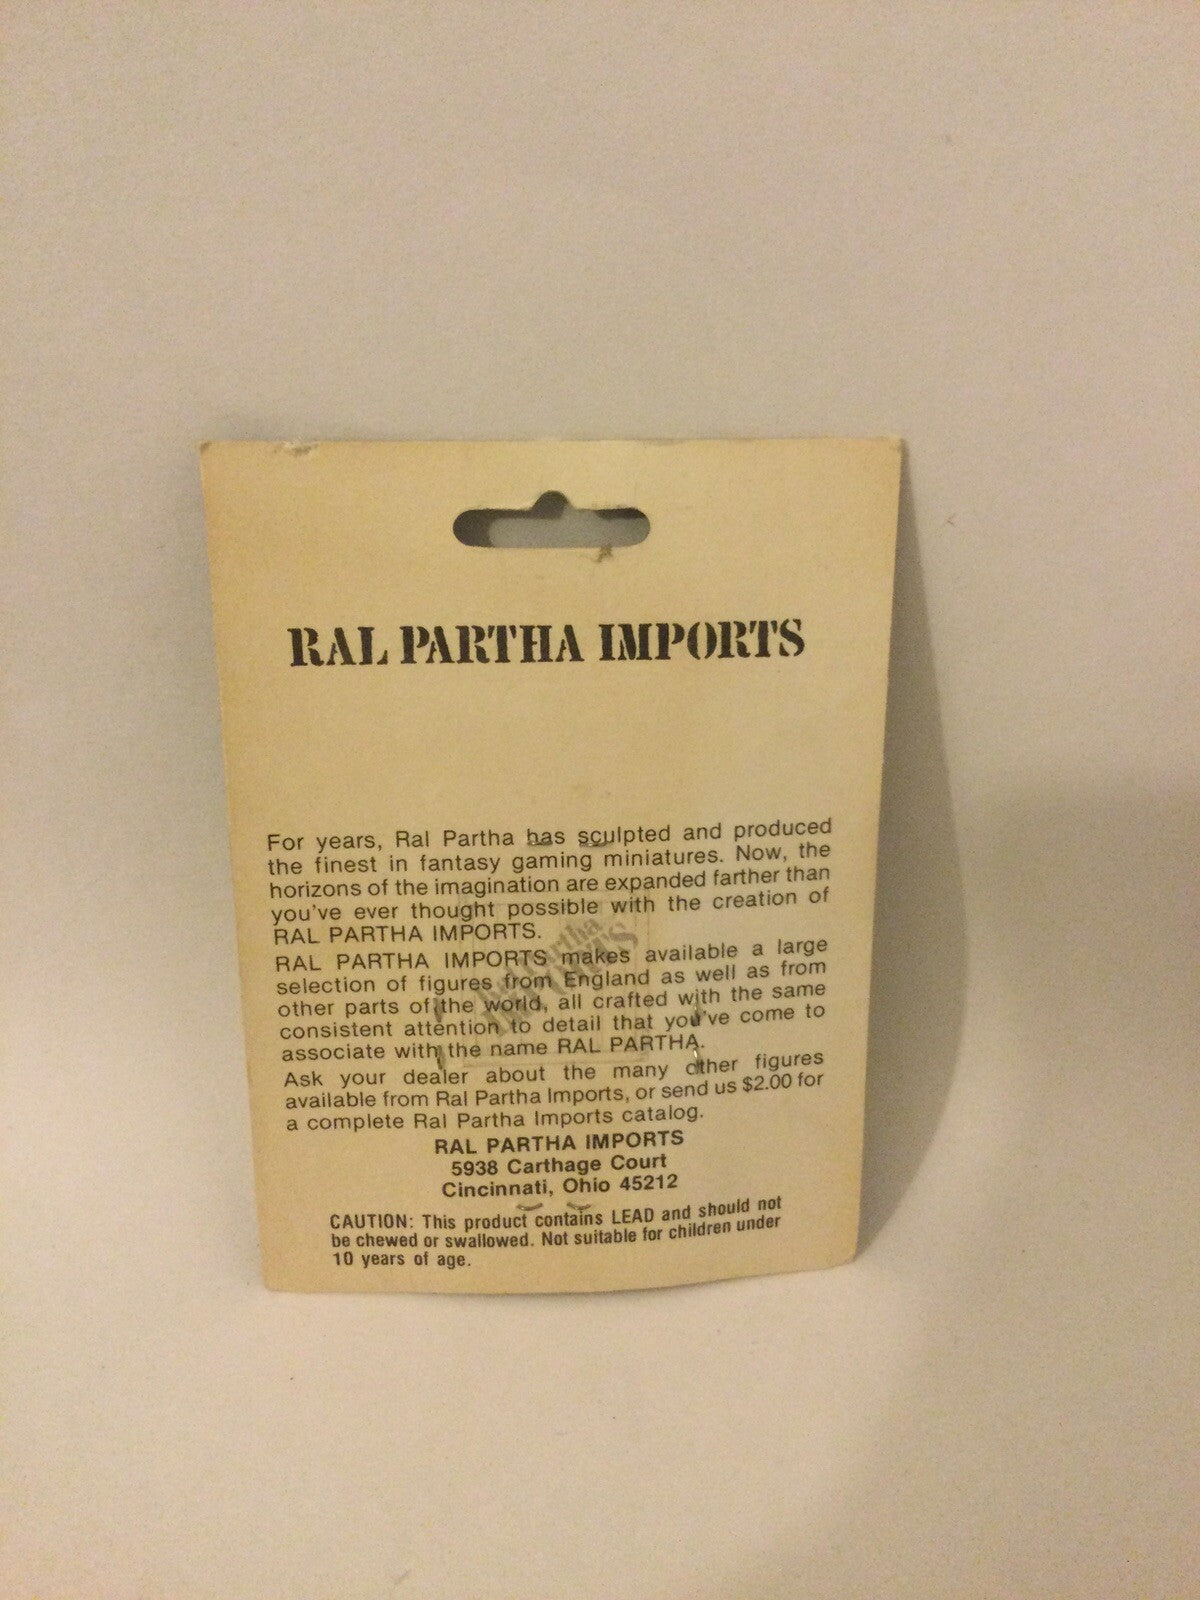 RAL PARTHA IMPORTS
For years, Ral Partha has sculpted and produced
the finest in fantasy gaming miniatures. Now, the
horizons of the imagination are expanded farther than
you've ever thought possible with the creation of
RAL PARTHA IMPORTS.
RAL PARTHA IMPORTS makes available a large
selection of figures from England as well as from
other parts of the world, all crafted with the same
consistent attention to detail that you've come to
associate with the name RAL PARTHA.
Ask your dealer about the many other figures
available from Ral Partha Imports, or send us $2.00 for
a complete Ral Partha Imports catalog.
RAL PARTHA IMPORTS
5938 Carthage Court
Cincinnati, Ohio 45212
CAUTION: This product contains LEAD and should not
be chewed or swallowed. Not suitable for children under
10 years of age.